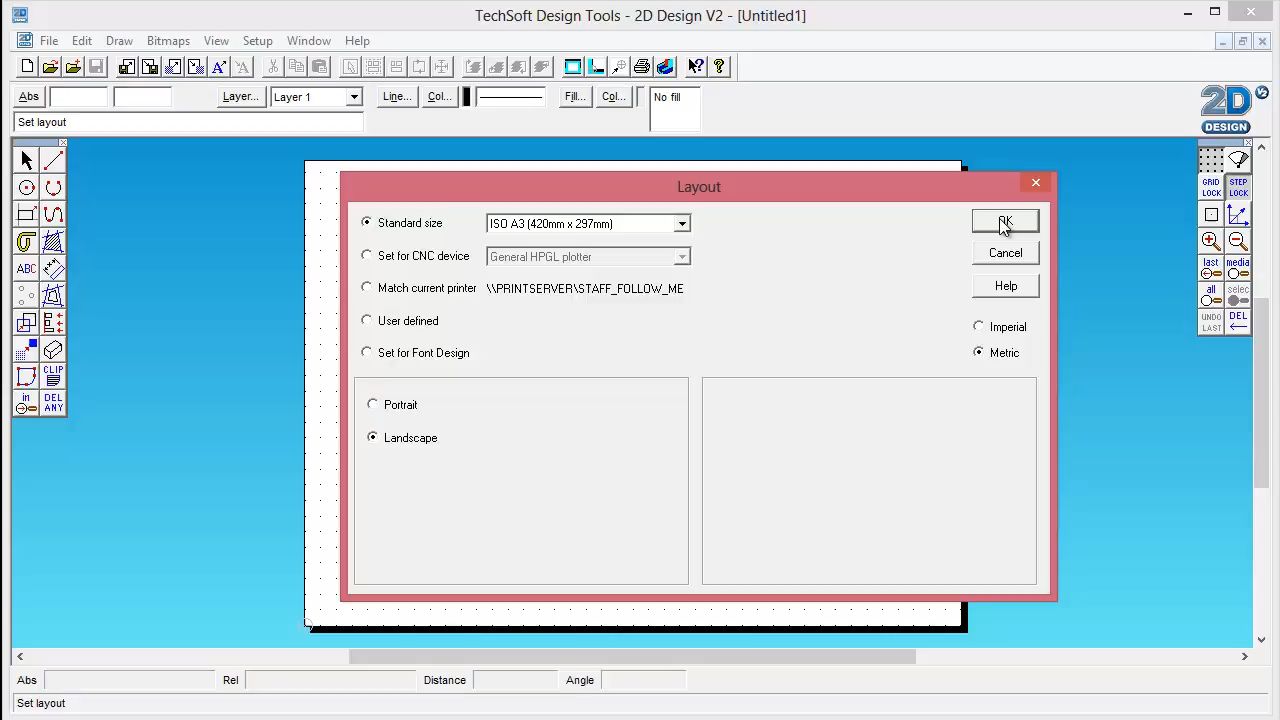 TechSoft Design Tools - 2D Design V2 - [Untitled1]
File Edit Draw Bitmaps View Setup Window Help
Abs Layer... Layer 1 Line... Col... Fill... Col... No fill
Set layout
2D V2
DESIGN
Layout
Standard size ISO A3 (420mm x 297mm) OK
Set for CNC device General HPGL plotter Cancel
Match current printer \\PRINTSERVER\STAFF_FOLLOW_ME Help
User defined Imperial
Set for Font Design Metric
Portrait
Landscape
ABC
CLIP
in DEL
ANY
GRID STEP
LOCK LOCK
last media
all selec
UNDO DEL
LAST
Abs Rel Distance Angle
Set layout